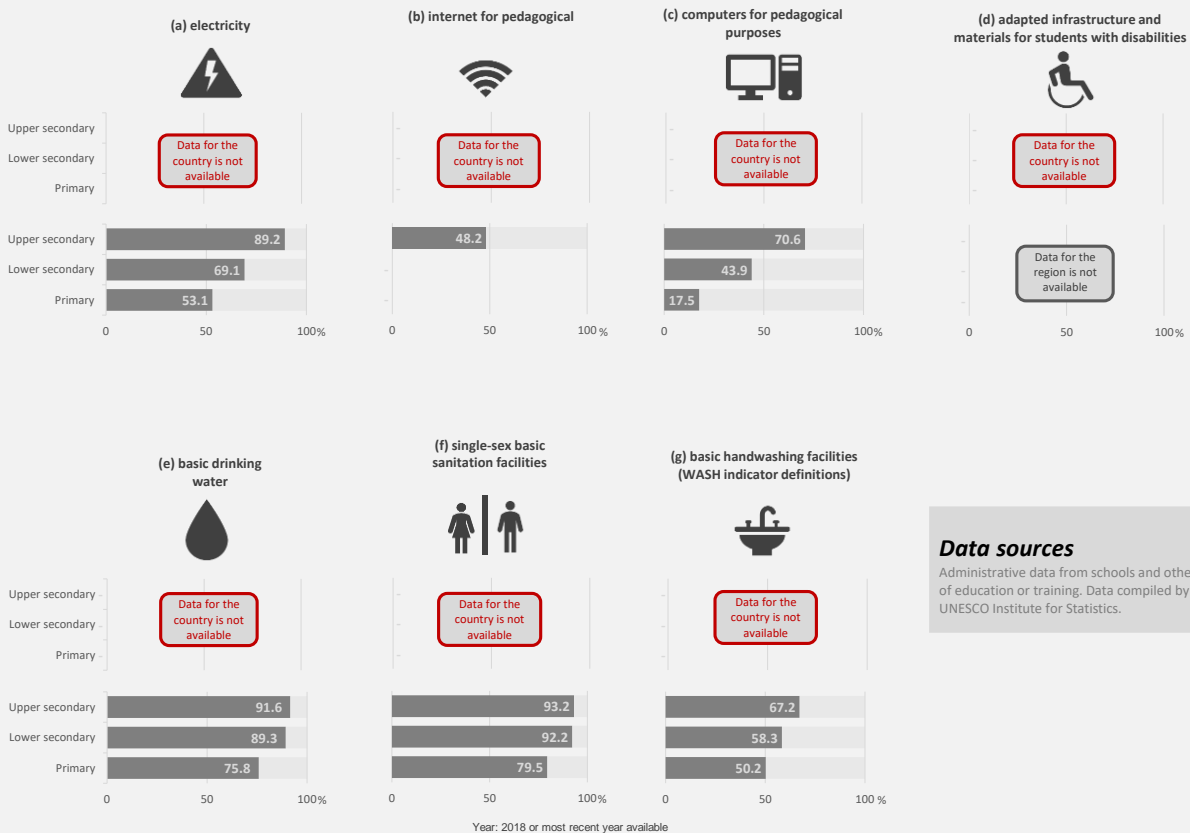 (a) electricity
(b) internet for pedagogical
(c) computers for pedagogical
purposes
(d) adapted infrastructure and
materials for students with disabilities
Upper secondary
Lower secondary
Primary
Data for the
country is not
available
Data for the
country is not
available
Data for the
country is not
available
Data for the
country is not
available
Upper secondary
Lower secondary
Primary
89.2
69.1
53.1
48.2
70.6
43.9
17.5
Data for the
region is not
available
0 50 100%
0 50 100%
0 50 100%
0 50 100%
(e) basic drinking
water
(f) single-sex basic
sanitation facilities
(g) basic handwashing facilities
(WASH indicator definitions)
Upper secondary
Lower secondary
Primary
Data for the
country is not
available
Data for the
country is not
available
Data for the
country is not
available
Data sources
Administrative data from schools and othe
of education or training. Data compiled by
UNESCO Institute for Statistics.
Upper secondary
Lower secondary
Primary
91.6
89.3
75.8
93.2
92.2
79.5
67.2
58.3
50.2
0 50 100%
0 50 100%
0 50 100 %
Year: 2018 or most recent year available